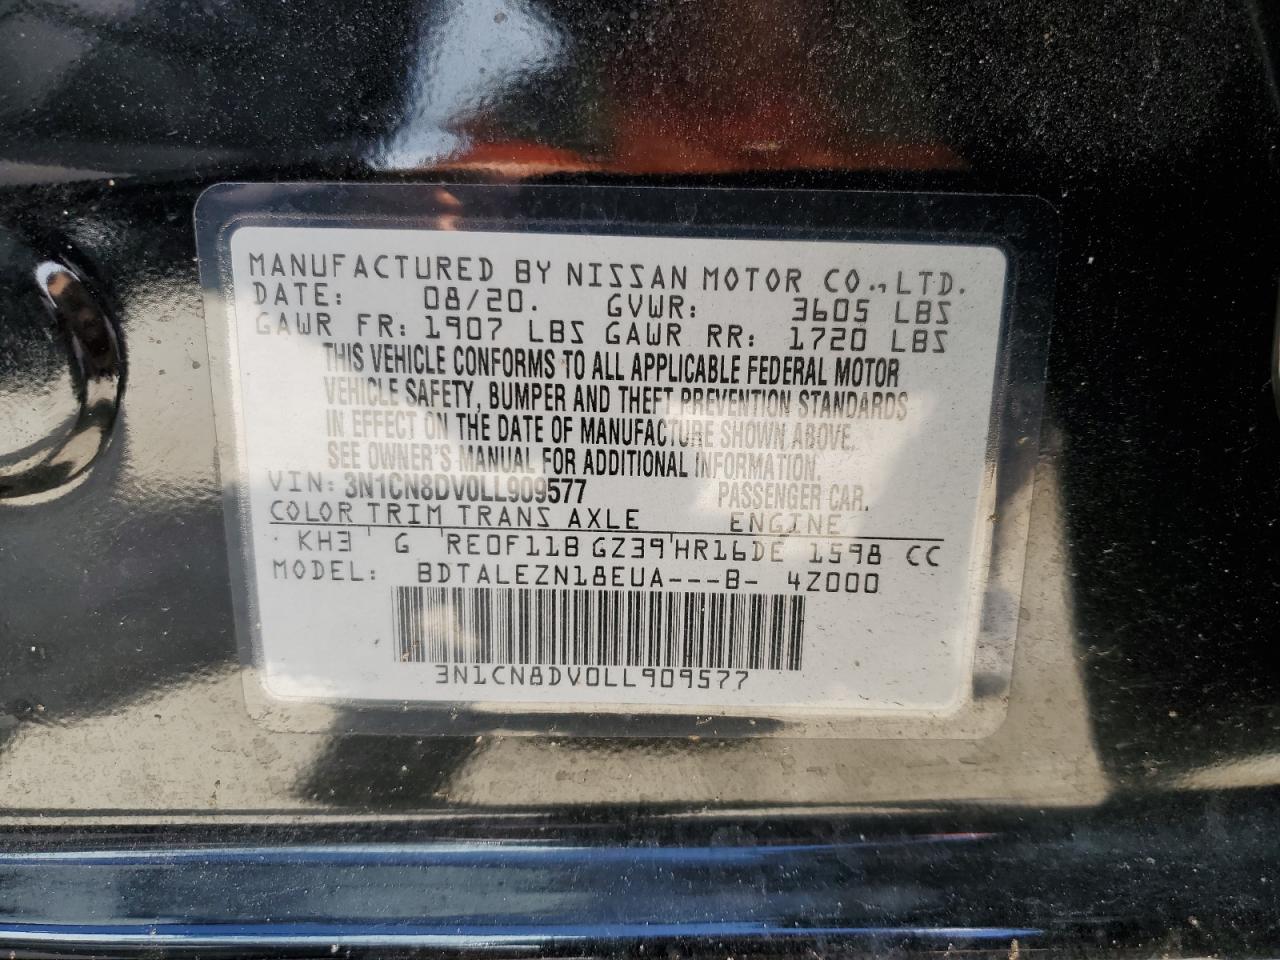 MANUFACTURED BY NISSAN MOTOR CO., LTD.
DATE: 08/20. GVWR: 3605 LBS
GAWR FR: 1907 LBS GAWR RR: 1720 LBS
THIS VEHICLE CONFORMS TO ALL APPLICABLE FEDERAL MOTOR
VEHICLE SAFETY, BUMPER AND THEFT PREVENTION STANDARDS
IN EFFECT ON THE DATE OF MANUFACTURE SHOWN ABOVE.
SEE OWNER'S MANUAL FOR ADDITIONAL INFORMATION.
VIN: 3N1CN8DV0LL909577 PASSENGER CAR.
COLOR TRIM TRANS AXLE ENGINE
KH3 G RE0F11B GZ39 HR16DE 1598 CC
MODEL: BDTALEZN18EUA---B- 4Z000
3N1CN8DV0LL909577